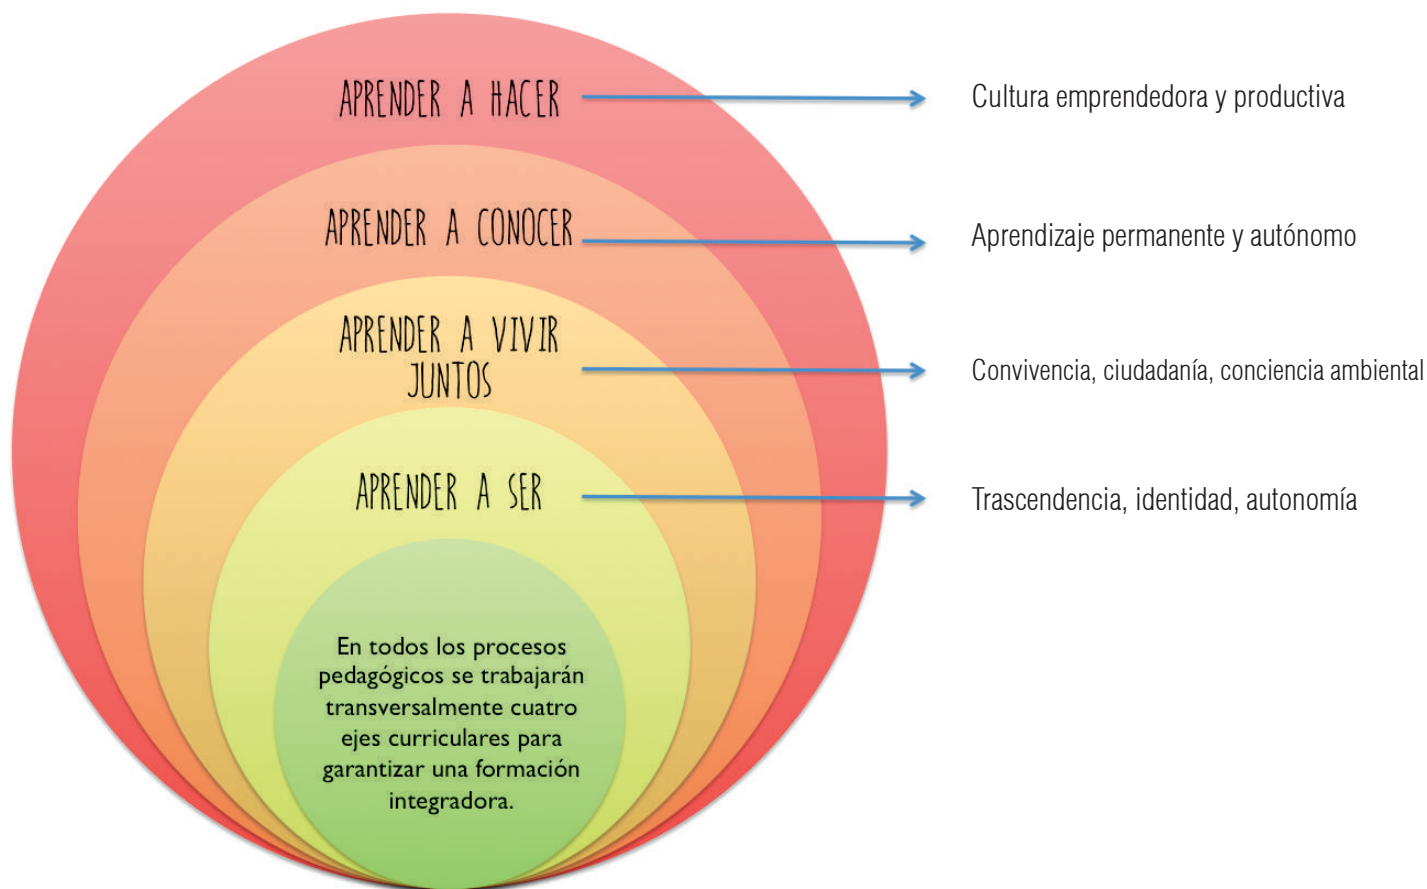 APRENDER A HACER
Cultura emprendedora y productiva
APRENDER A CONOCER
Aprendizaje permanente y autónomo
APRENDER A VIVIR
JUNTOS
Convivencia, ciudadanía, conciencia ambiental
APRENDER A SER
Trascendencia, identidad, autonomía
En todos los procesos
pedagógicos se trabajarán
transversalmente cuatro
ejes curriculares para
garantizar una formación
integradora.